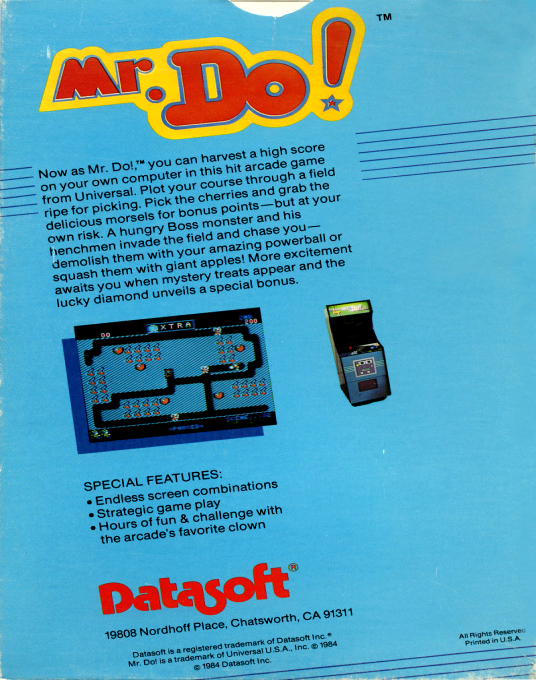 Mr. Do!™
Now as Mr. Do!,™ you can harvest a high score
on your own computer in this hit arcade game
from Universal. Plot your course through a field
ripe for picking. Pick the cherries and grab the
delicious morsels for bonus points—but at your
own risk. A hungry Boss monster and his
henchmen invade the field and chase you—
demolish them with your amazing powerball or
squash them with giant apples! More excitement
awaits you when mystery treats appear and the
lucky diamond unveils a special bonus.
XTRA
SPECIAL FEATURES:
• Endless screen combinations
• Strategic game play
• Hours of fun & challenge with
the arcade's favorite clown
Datasoft®
19808 Nordhoff Place, Chatsworth, CA 91311
Datasoft is a registered trademark of Datasoft Inc.®
Mr. Do! is a trademark of Universal U.S.A., Inc. © 1984
© 1984 Datasoft Inc.
All Rights Reserved
Printed in U.S.A.